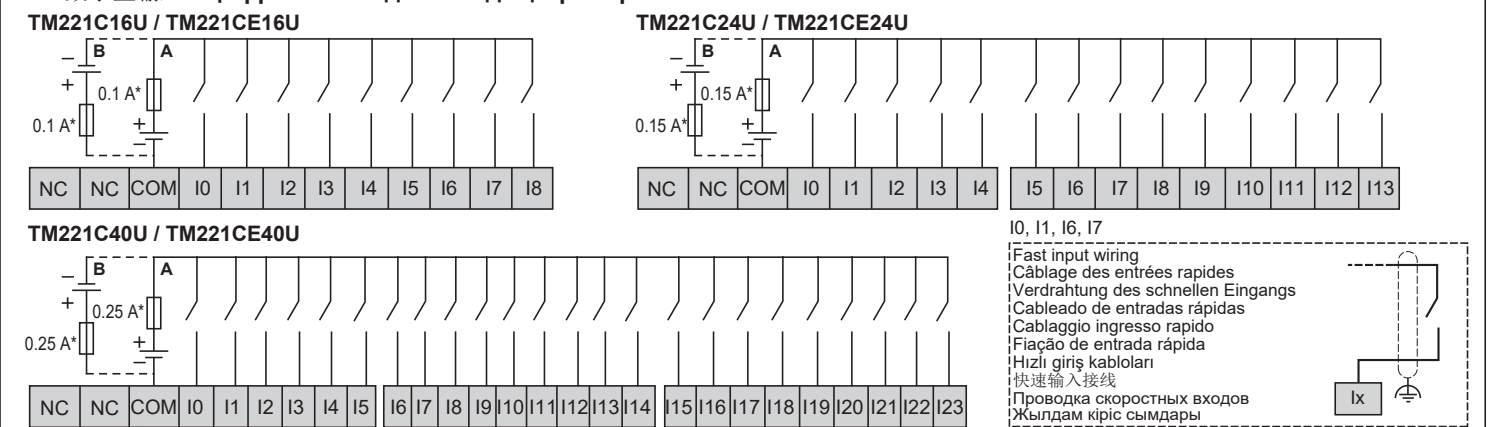 TM221C16U / TM221CE16U
B A
−
+
0.1 A*
0.1 A*
+
−
NC NC COM I0 I1 I2 I3 I4 I5 I6 I7 I8
TM221C24U / TM221CE24U
B A
−
+
0.15 A*
0.15 A*
+
−
NC NC COM I0 I1 I2 I3 I4 I5 I6 I7 I8 I9 I10 I11 I12 I13
TM221C40U / TM221CE40U
B A
−
+
0.25 A*
0.25 A*
+
−
NC NC COM I0 I1 I2 I3 I4 I5 I6 I7 I8 I9 I10 I11 I12 I13 I14 I15 I16 I17 I18 I19 I20 I21 I22 I23
I0, I1, I6, I7
Fast input wiring
Câblage des entrées rapides
Verdrahtung des schnellen Eingangs
Cableado de entradas rápidas
Cablaggio ingresso rapido
Fiação de entrada rápida
Hızlı giriş kabloları
快速输入接线
Проводка скоростных входов
Жылдам кіріс сымдары
Ix